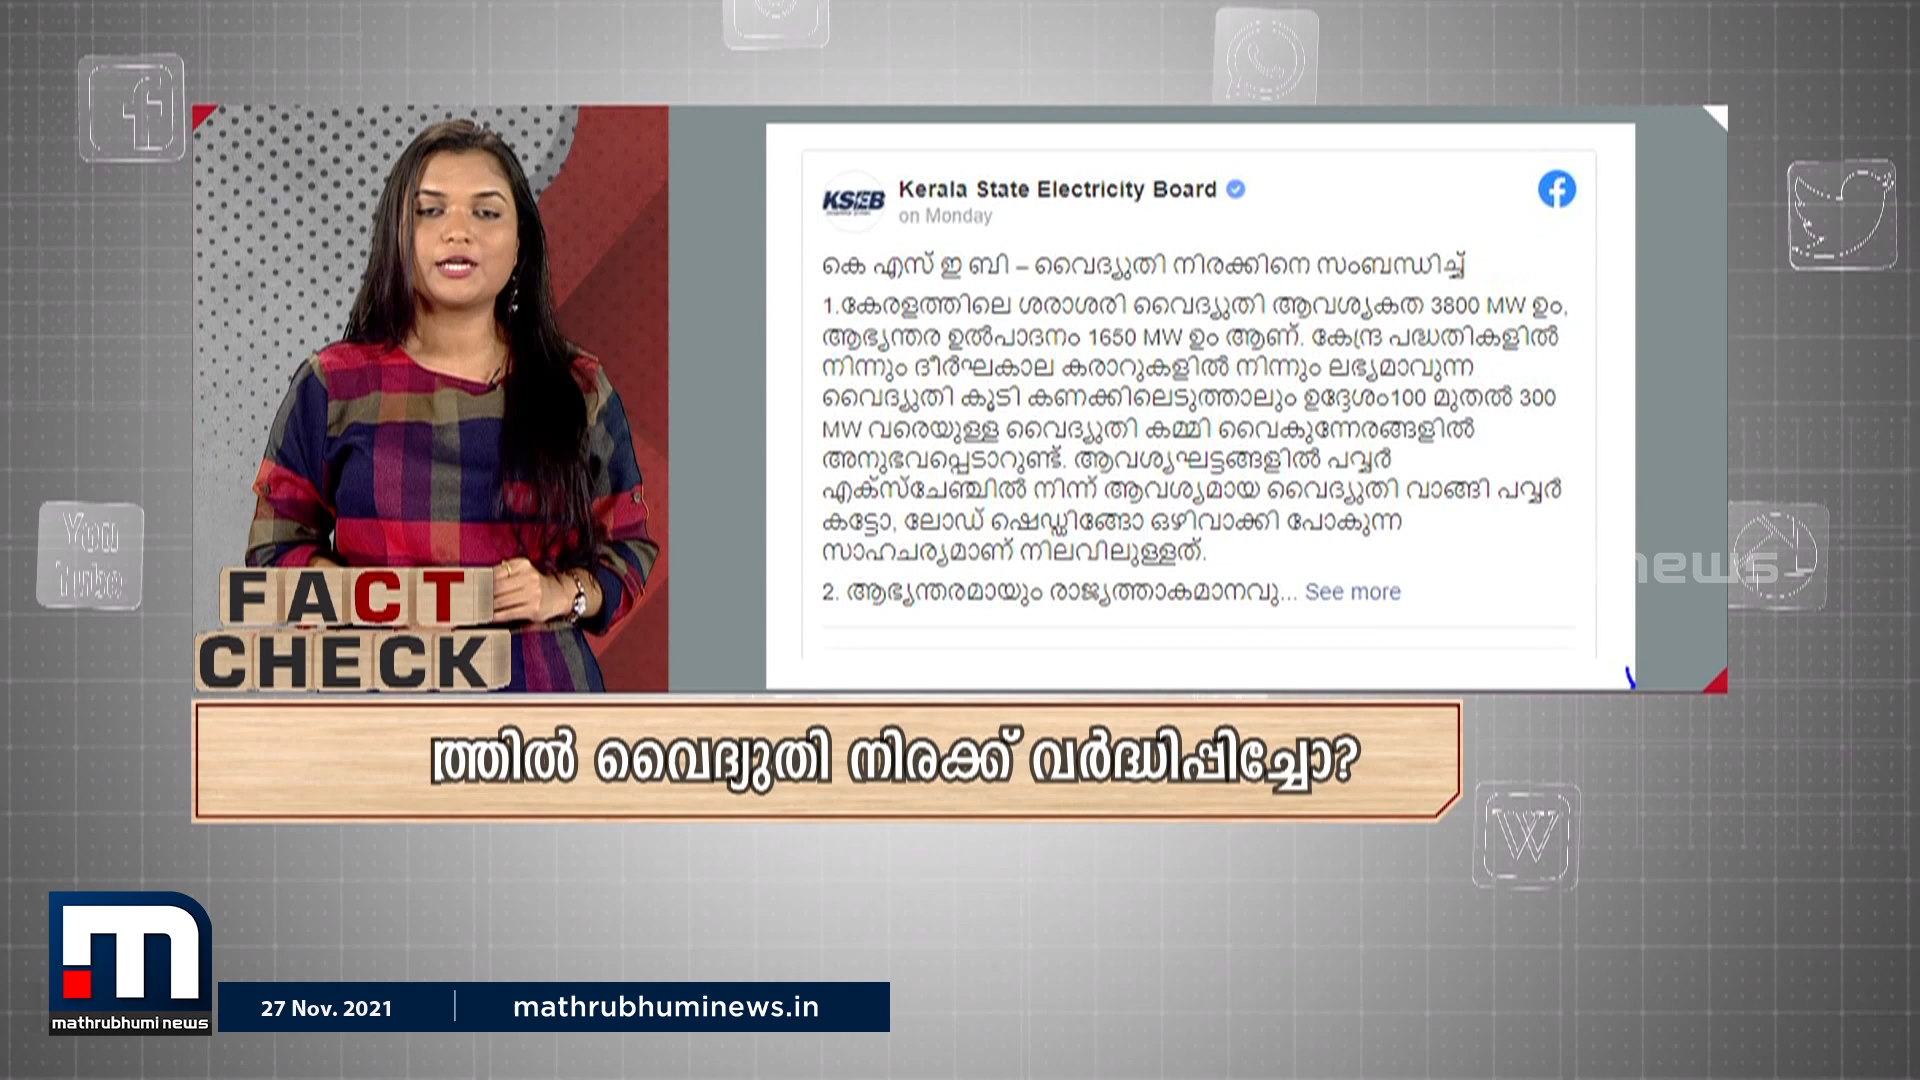 Kerala State Electricity Board
on Monday
KSEB
കെ എസ് ഇ ബി – വൈദ്യുതി നിരക്കിനെ സംബന്ധിച്ച്
1.കേരളത്തിലെ ശരാശരി വൈദ്യുതി ആവശ്യകത 3800 MW ഉം,
ആഭ്യന്തര ഉൽപാദനം 1650 MW ഉം ആണ്. കേന്ദ്ര പദ്ധതികളിൽ
നിന്നും ദീർഘകാല കരാറുകളിൽ നിന്നും ലഭ്യമാവുന്ന
വൈദ്യുതി കൂടി കണക്കിലെടുത്താലും ഉദ്ദേശം100 മുതൽ 300
MW വരെയുള്ള വൈദ്യുതി കമ്മി വൈകുന്നേരങ്ങളിൽ
അനുഭവപ്പെടാറുണ്ട്. ആവശ്യഘട്ടങ്ങളിൽ പവ്വർ
എക്സ്ചേഞ്ചിൽ നിന്ന് ആവശ്യമായ വൈദ്യുതി വാങ്ങി പവ്വർ
കട്ടോ, ലോഡ് ഷെഡ്ഡിങ്ങോ ഒഴിവാക്കി പോകുന്ന
സാഹചര്യമാണ് നിലവിലുള്ളത്.
2. ആഭ്യന്തരമായും രാജ്യത്താകമാനവു... See more
news
You
Tube
FACT
CHECK
ത്തിൽ വൈദ്യുതി നിരക്ക് വർദ്ധിപ്പിച്ചോ?
W
mathrubhumi news
27 Nov. 2021
mathrubhuminews.in